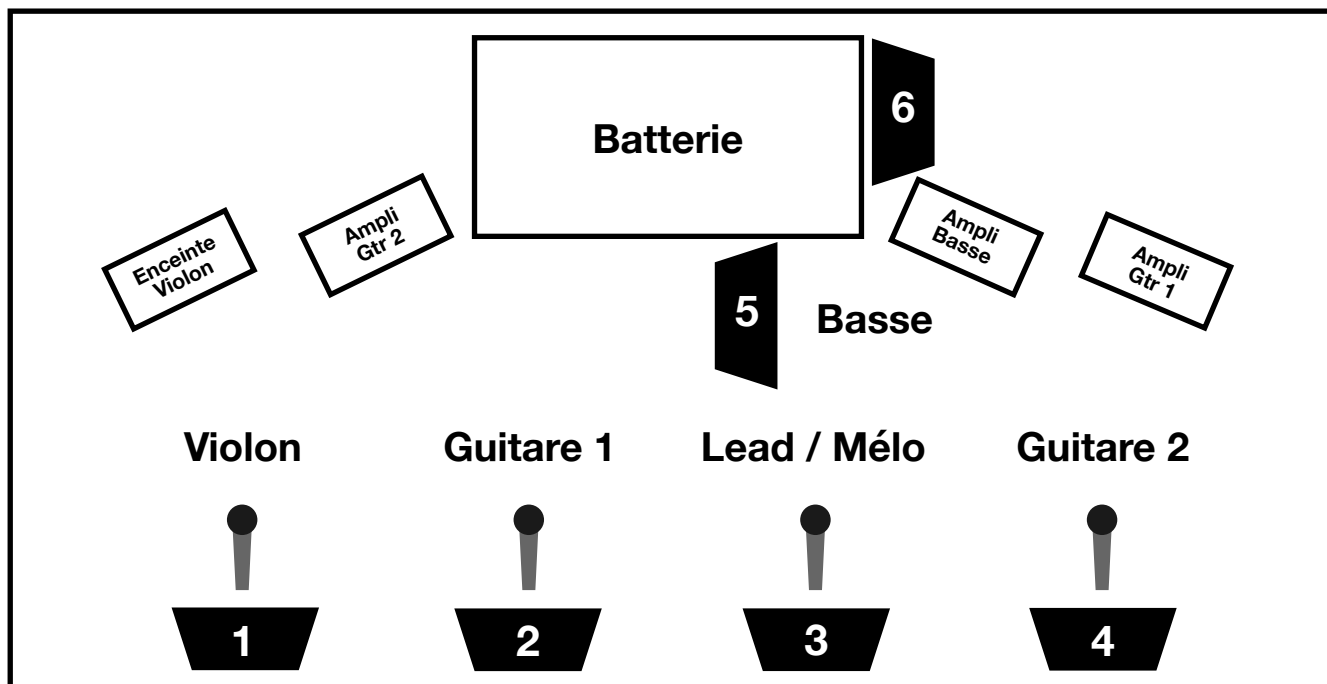 Batterie
6
Enceinte
Violon
Ampli
Gtr 2
Ampli
Basse
Ampli
Gtr 1
5
Basse
Violon
Guitare 1
Lead / Mélo
Guitare 2
1
2
3
4